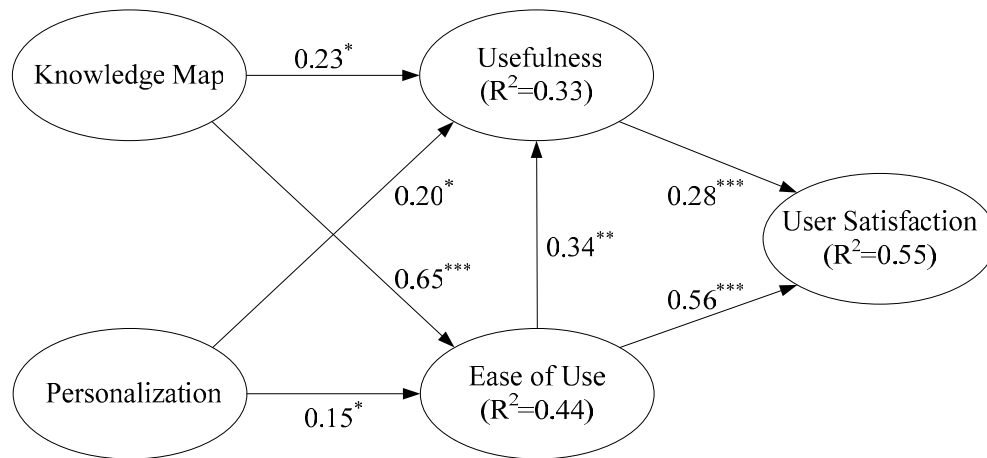 Knowledge Map
0.23*
Usefulness
(R²=0.33)
0.20*
0.28***
User Satisfaction
(R²=0.55)
0.34**
0.65***
0.56***
Personalization
0.15*
Ease of Use
(R²=0.44)